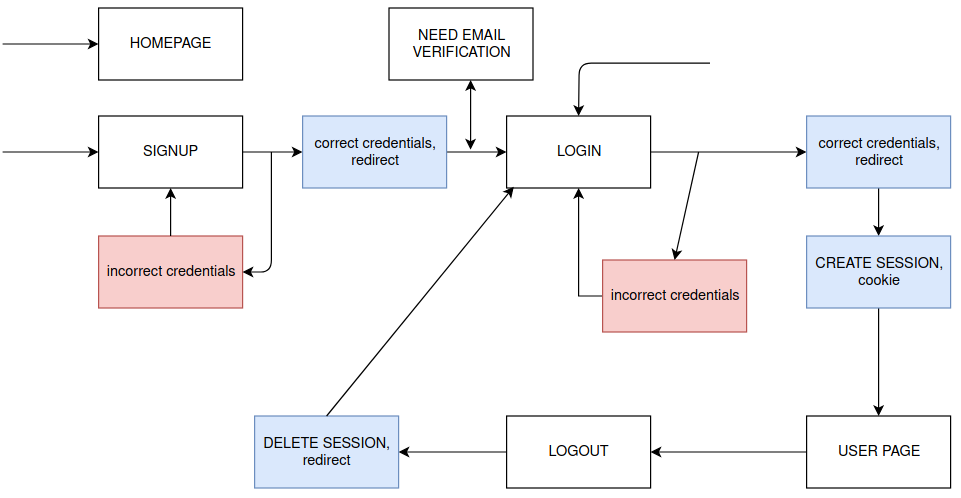 HOMEPAGE
NEED EMAIL
VERIFICATION
SIGNUP
correct credentials,
redirect
LOGIN
correct credentials,
redirect
incorrect credentials
incorrect credentials
CREATE SESSION,
cookie
DELETE SESSION,
redirect
LOGOUT
USER PAGE